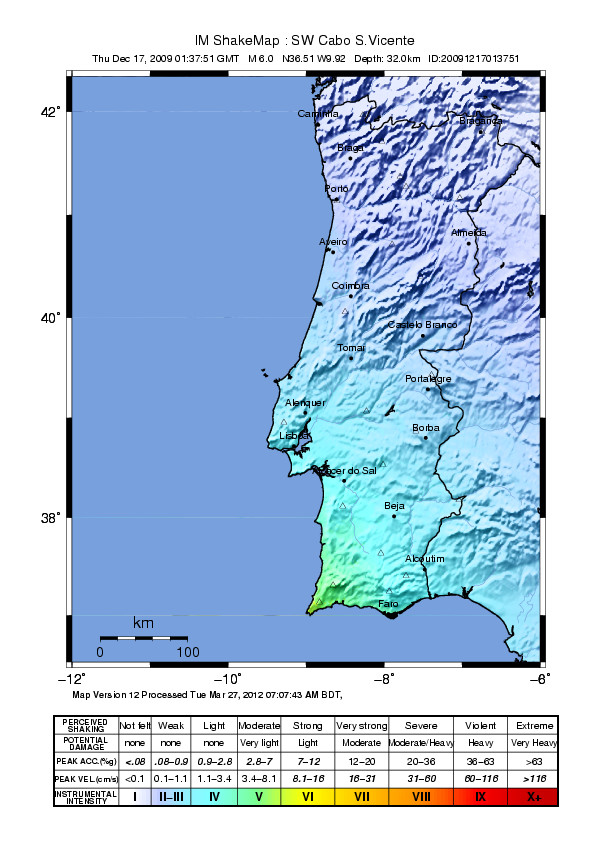 IM ShakeMap : SW Cabo S.Vicente
Thu Dec 17, 2009 01:37:51 GMT M 6.0 N36.51 W9.92 Depth: 32.0km ID:20091217013751
42°
Caminha
Bragança
Braga
Porto
Almeida
Aveiro
Coimbra
40°
Castelo Branco
Tomar
Portalegre
Alenquer
Borba
Lisboa
Alcacer do Sal
38°
Beja
Alcoutim
Faro
km
0 100
−12° −10° −8° −6°
Map Version 12 Processed Tue Mar 27, 2012 07:07:43 AM BDT,
PERCEIVED SHAKING Not felt Weak Light Moderate Strong Very strong Severe Violent Extreme
POTENTIAL DAMAGE none none none Very light Light Moderate Moderate/Heavy Heavy Very Heavy
PEAK ACC.(%g) <.08 .08−0.9 0.9−2.8 2.8−7 7−12 12−20 20−36 36−63 >63
PEAK VEL.(cm/s) <0.1 0.1−1.1 1.1−3.4 3.4−8.1 8.1−16 16−31 31−60 60−116 >116
INSTRUMENTAL INTENSITY I II−III IV V VI VII VIII IX X+